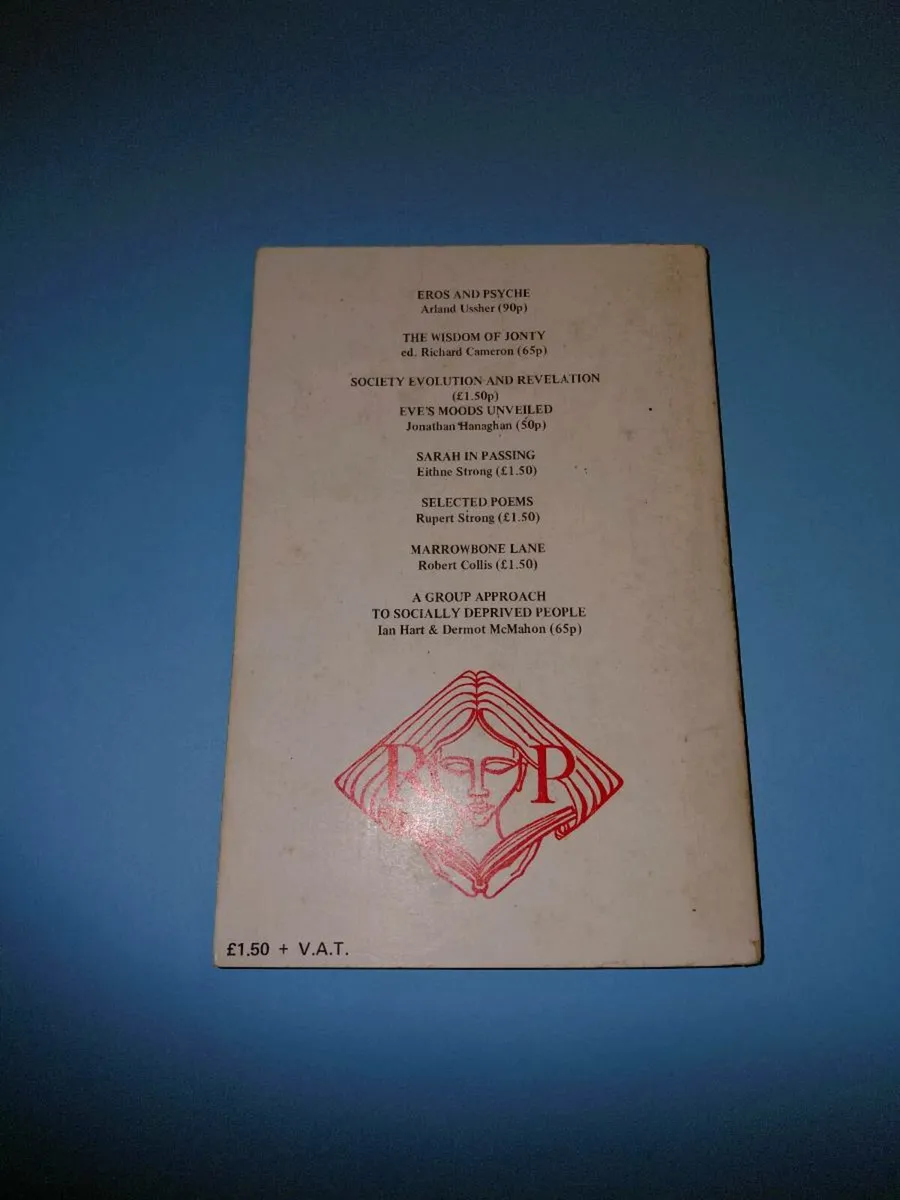 EROS AND PSYCHE
Arland Ussher (90p)
THE WISDOM OF JONTY
ed. Richard Cameron (65p)
SOCIETY EVOLUTION AND REVELATION
(£1.50p)
EVE'S MOODS UNVEILED
Jonathan Hanaghan (50p)
SARAH IN PASSING
Eithne Strong (£1.50)
SELECTED POEMS
Rupert Strong (£1.50)
MARROWBONE LANE
Robert Collis (£1.50)
A GROUP APPROACH
TO SOCIALLY DEPRIVED PEOPLE
Ian Hart & Dermot McMahon (65p)
R P
£1.50 + V.A.T.